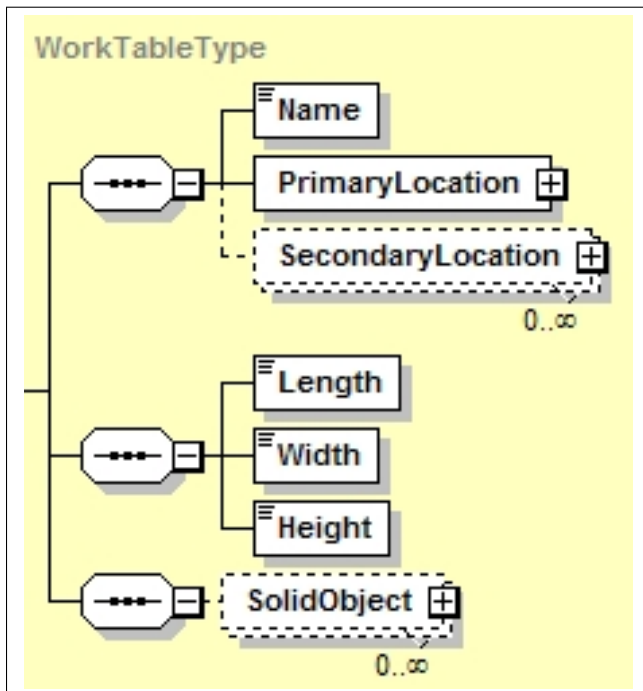 WorkTableType
Name
PrimaryLocation
SecondaryLocation
0..∞
Length
Width
Height
SolidObject
0..∞